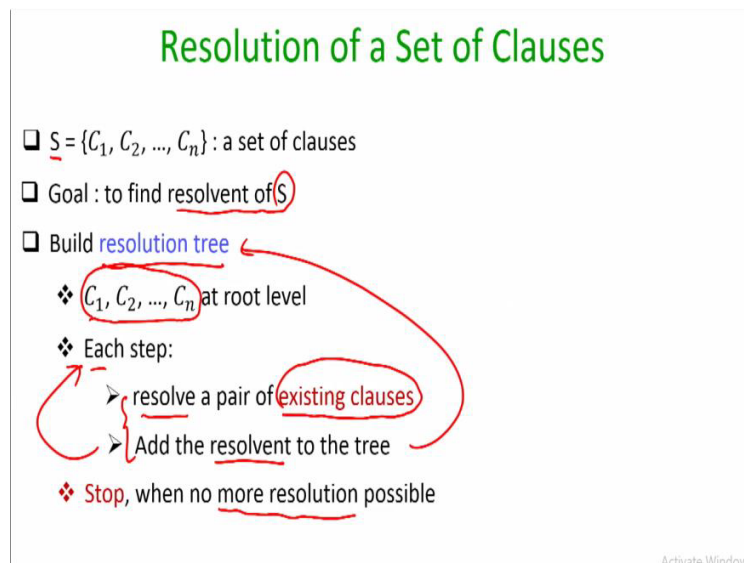 Resolution of a Set of Clauses
❑ S = {C₁, C₂, ..., Cₙ} : a set of clauses
❑ Goal : to find resolvent of S
❑ Build resolution tree
❖ C₁, C₂, ..., Cₙ at root level
❖ Each step:
➢ resolve a pair of existing clauses
➢ Add the resolvent to the tree
❖ Stop, when no more resolution possible
Activate Window